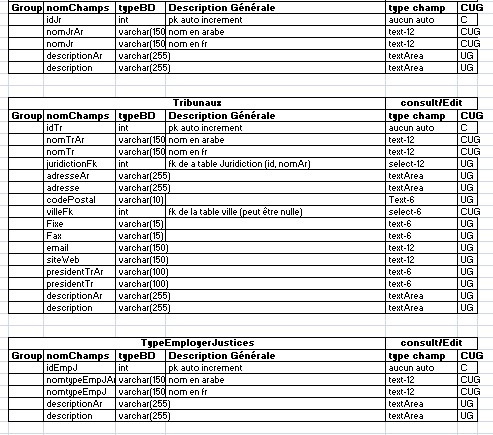 Group nomChamps typeBD Description Générale type champ CUG
idJr int pk auto increment aucun auto C
nomJrAr varchar(150 nom en arabe text-12 CUG
nomJr varchar(150 nom en fr text-12 CUG
descriptionAr varchar(255) textArea UG
description varchar(255) textArea UG
Tribunaux consult/Edit
Group nomChamps typeBD Description Générale type champ CUG
idTr int pk auto increment aucun auto C
nomTrAr varchar(150 nom en arabe text-12 CUG
nomTr varchar(150 nom en fr text-12 CUG
juridictionFk int fk de a table Juridiction (id, nomAr) select-12 UG
adresseAr varchar(255) TextArea UG
adresse varchar(255) textArea UG
codePostal varchar(10) Text-6 UG
villeFk int fk de la table ville (peut être nulle) select-6 CUG
Fixe varchar(15) text-6 UG
Fax varchar(15) text-6 UG
email varchar(150) text-12 UG
siteWeb varchar(150) text-12 UG
presidentTrAr varchar(100) text-6 UG
presidentTr varchar(100) text-6 UG
descriptionAr varchar(255) textArea UG
description varchar(255) textArea UG
TypeEmployerJustices consult/Edit
Group nomChamps typeBD Description Générale type champ CUG
idEmpJ int pk auto increment aucun auto C
nomtypeEmpJA varchar(150 nom en arabe text-12 CUG
nomtypeEmpJ varchar(150 nom en fr text-12 CUG
descriptionAr varchar(255) textArea UG
description varchar(255) textArea UG